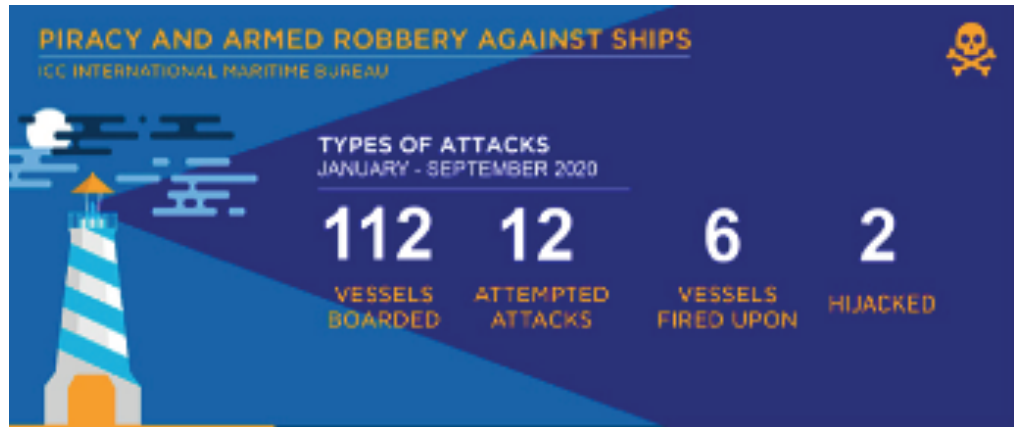 PIRACY AND ARMED ROBBERY AGAINST SHIPS
ICC INTERNATIONAL MARITIME BUREAU
TYPES OF ATTACKS
JANUARY - SEPTEMBER 2020
112
VESSELS
BOARDED
12
ATTEMPTED
ATTACKS
6
VESSELS
FIRED UPON
2
HIJACKED